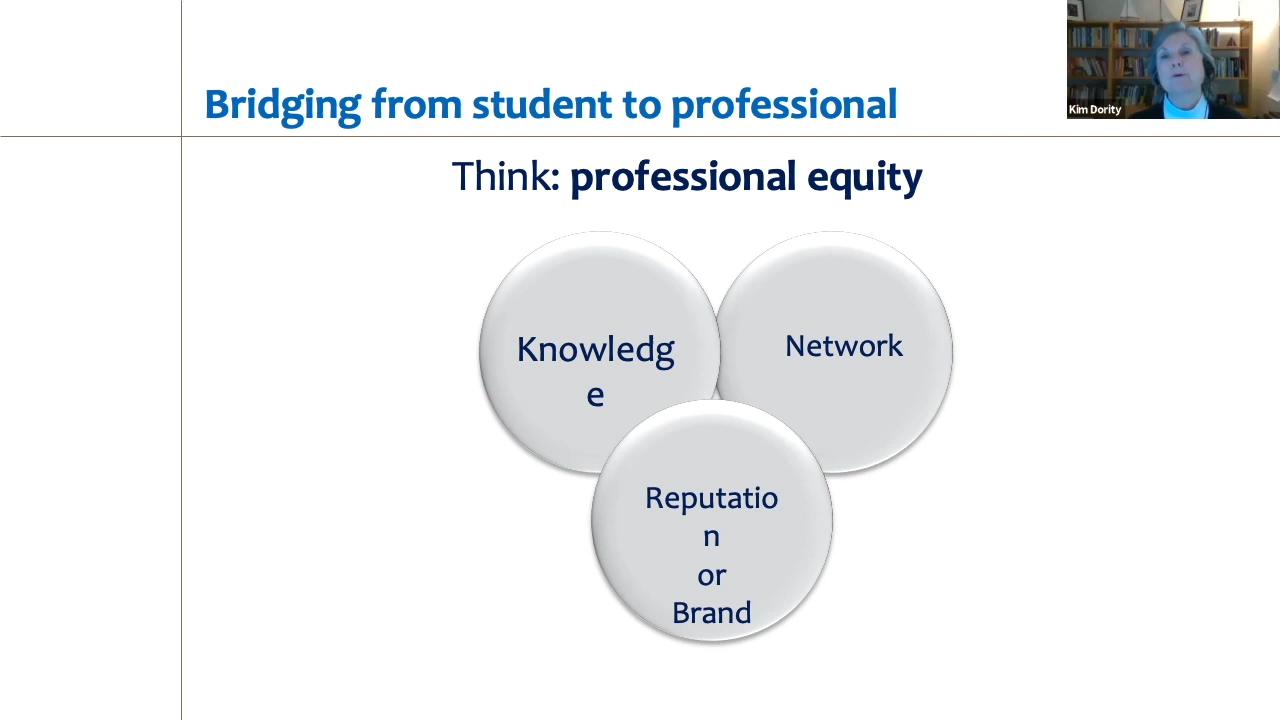 Bridging from student to professional
Kim Dority
Think: professional equity
Knowledg
e
Network
Reputatio
n
or
Brand